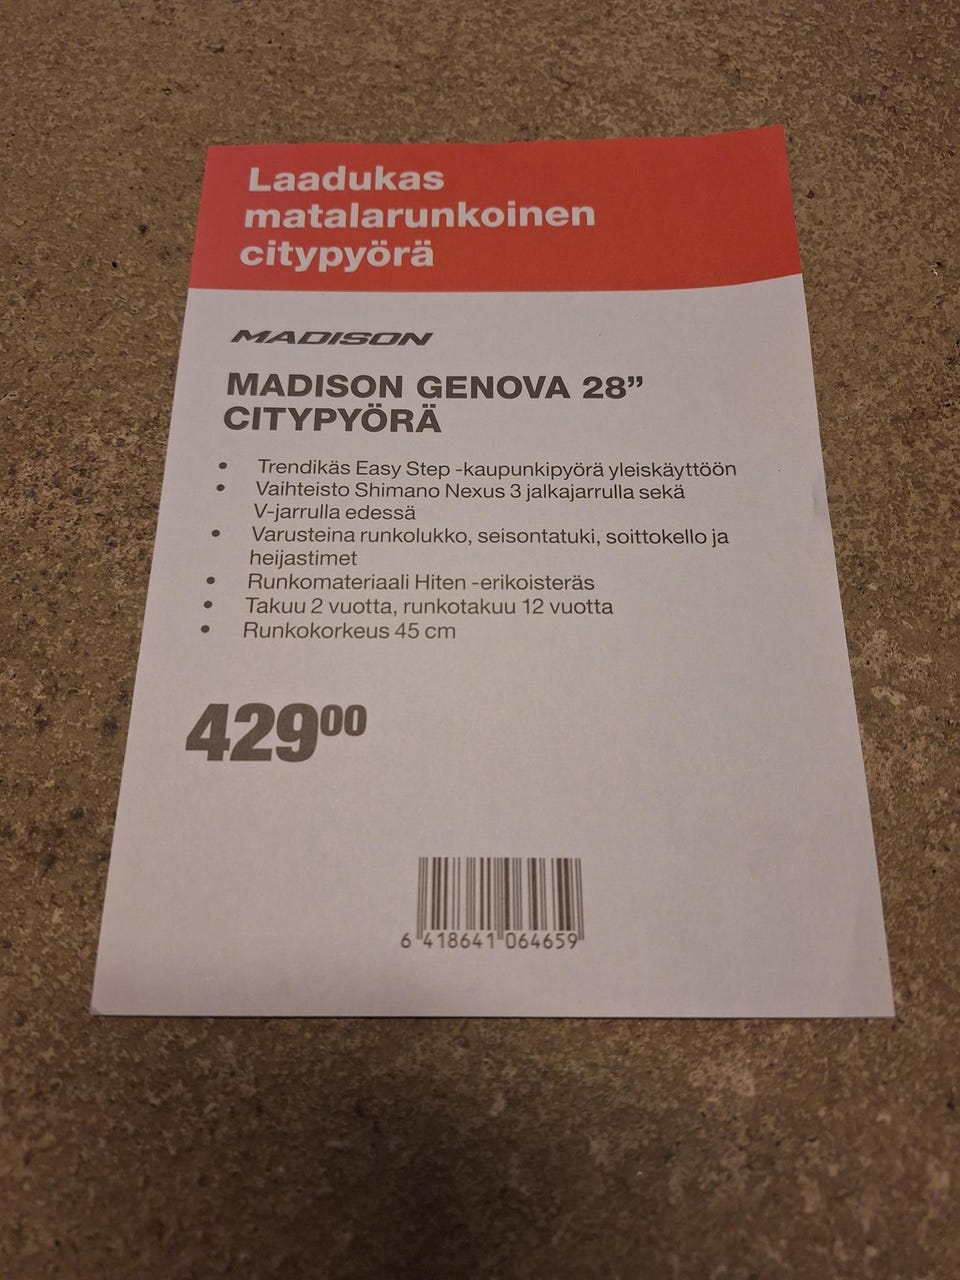 Laadukas
matalarunkoinen
citypyörä
MADISON
MADISON GENOVA 28”
CITYPYÖRÄ
• Trendikäs Easy Step -kaupunkipyörä yleiskäyttöön
• Vaihteisto Shimano Nexus 3 jalkajarrulla sekä
V-jarrulla edessä
• Varusteina runkolukko, seisontatuki, soittokello ja
heijastimet
• Runkomateriaali Hiten -erikoisteräs
• Takuu 2 vuotta, runkotakuu 12 vuotta
• Runkokorkeus 45 cm
42900
6 418641 064659